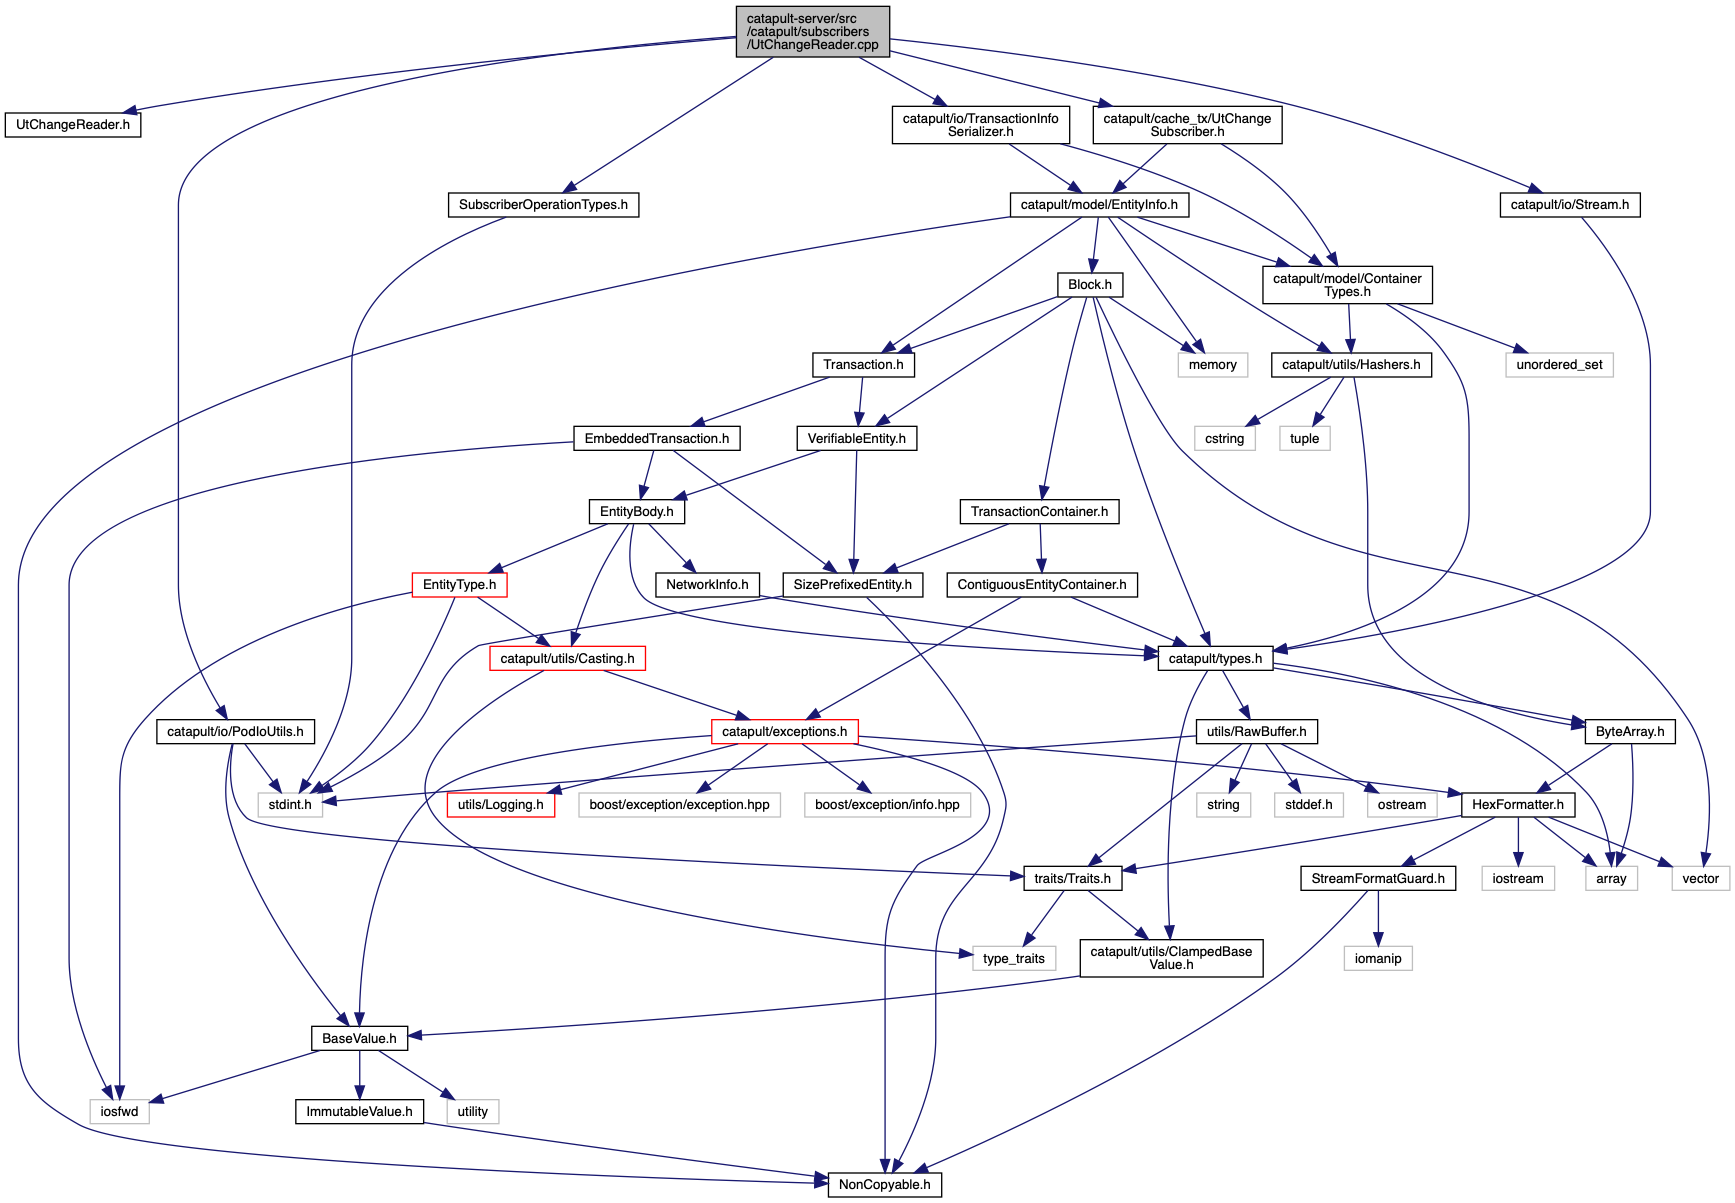 catapult-server/src
/catapult/subscribers
/UtChangeReader.cpp
UtChangeReader.h
catapult/io/TransactionInfo
Serializer.h
catapult/cache_tx/UtChange
Subscriber.h
SubscriberOperationTypes.h
catapult/model/EntityInfo.h
catapult/io/Stream.h
Block.h
catapult/model/Container
Types.h
Transaction.h
memory
catapult/utils/Hashers.h
unordered_set
EmbeddedTransaction.h
VerifiableEntity.h
cstring
tuple
EntityBody.h
TransactionContainer.h
EntityType.h
NetworkInfo.h
SizePrefixedEntity.h
ContiguousEntityContainer.h
catapult/utils/Casting.h
catapult/types.h
catapult/io/PodIoUtils.h
catapult/exceptions.h
utils/RawBuffer.h
ByteArray.h
stdint.h
utils/Logging.h
boost/exception/exception.hpp
boost/exception/info.hpp
string
stddef.h
ostream
HexFormatter.h
traits/Traits.h
StreamFormatGuard.h
iostream
array
vector
type_traits
catapult/utils/ClampedBase
Value.h
iomanip
BaseValue.h
iosfwd
ImmutableValue.h
utility
NonCopyable.h